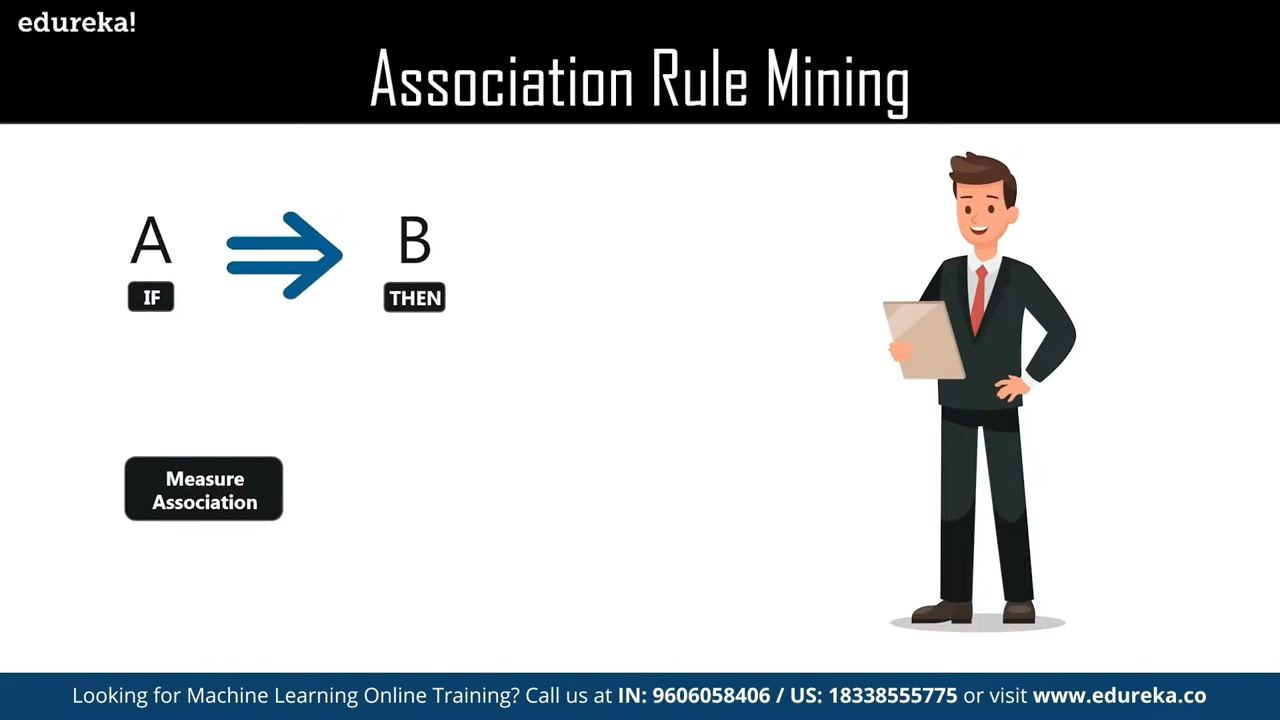 edureka!
Association Rule Mining
A
B
IF
THEN
Measure
Association
Looking for Machine Learning Online Training? Call us at IN: 9606058406 / US: 18338555775 or visit www.edureka.co